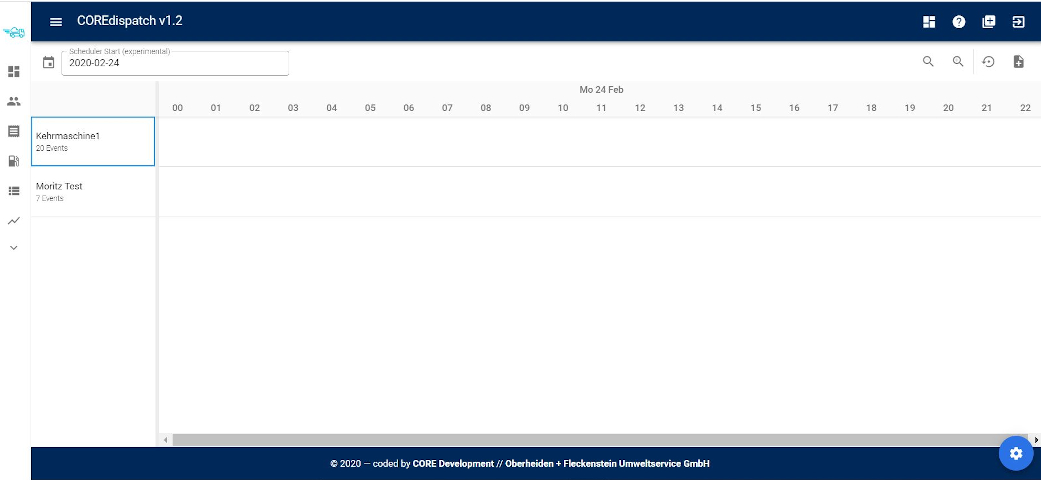 COREdispatch v1.2
Scheduler Start (experimental)
2020-02-24
Mo 24 Feb
00 01 02 03 04 05 06 07 08 09 10 11 12 13 14 15 16 17 18 19 20 21 22
Kehrmaschine1
20 Events
Moritz Test
7 Events
© 2020 — coded by CORE Development // Oberheiden + Fleckenstein Umweltservice GmbH